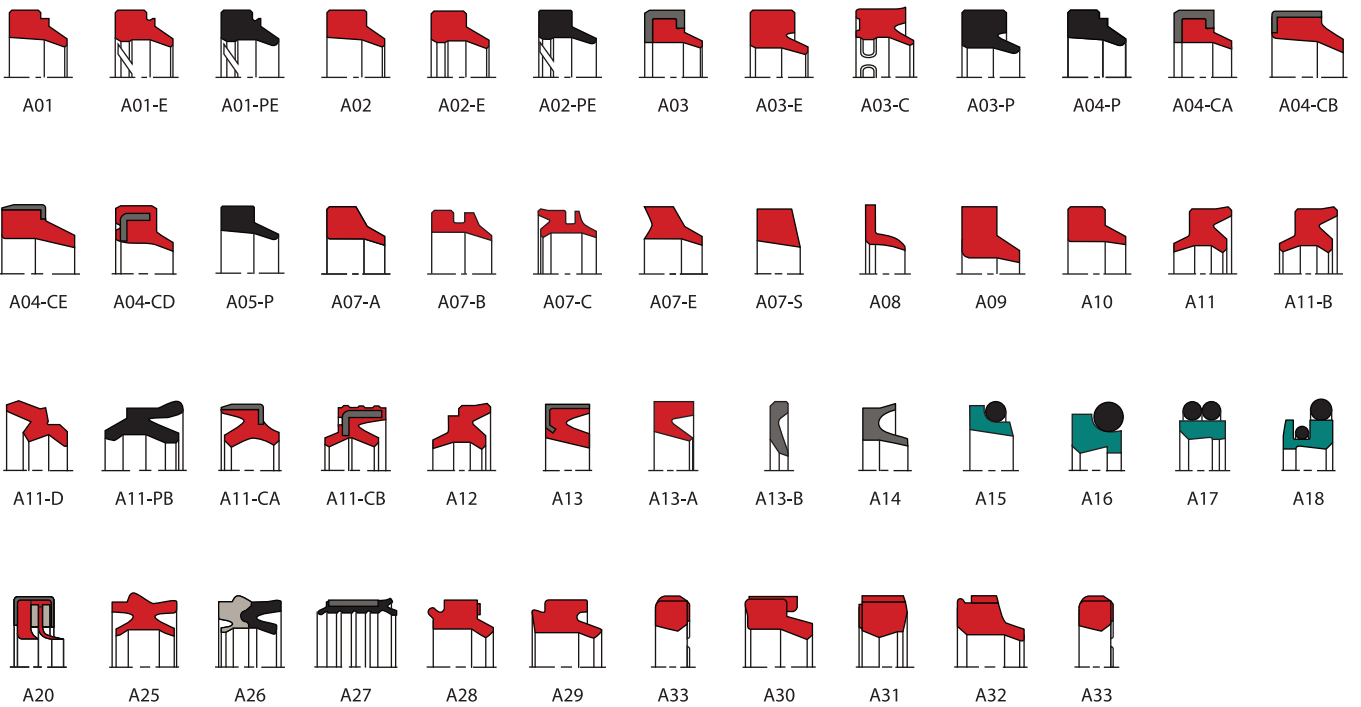 A01 A01-E A01-PE A02 A02-E A02-PE A03 A03-E A03-C A03-P A04-P A04-CA A04-CB
A04-CE A04-CD A05-P A07-A A07-B A07-C A07-E A07-S A08 A09 A10 A11 A11-B
A11-D A11-PB A11-CA A11-CB A12 A13 A13-A A13-B A14 A15 A16 A17 A18
A20 A25 A26 A27 A28 A29 A33 A30 A31 A32 A33